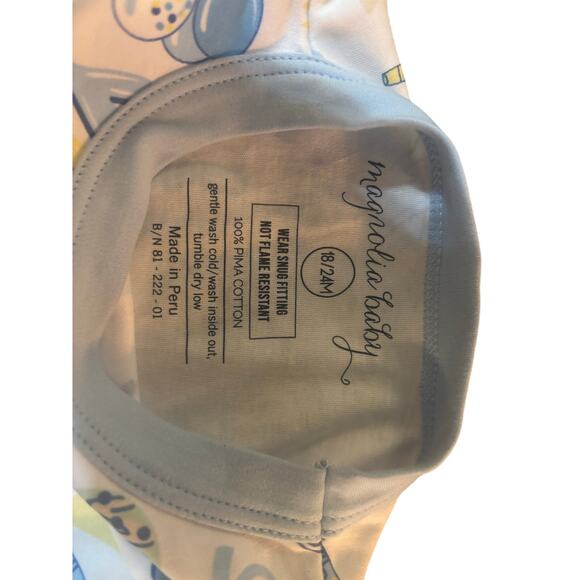 magnolia baby
18/24M
WEAR SNUG FITTING
NOT FLAME RESISTANT
100% PIMA COTTON
gentle wash cold/wash inside out,
tumble dry low
Made in Peru
B/N 81 - 222 - 01